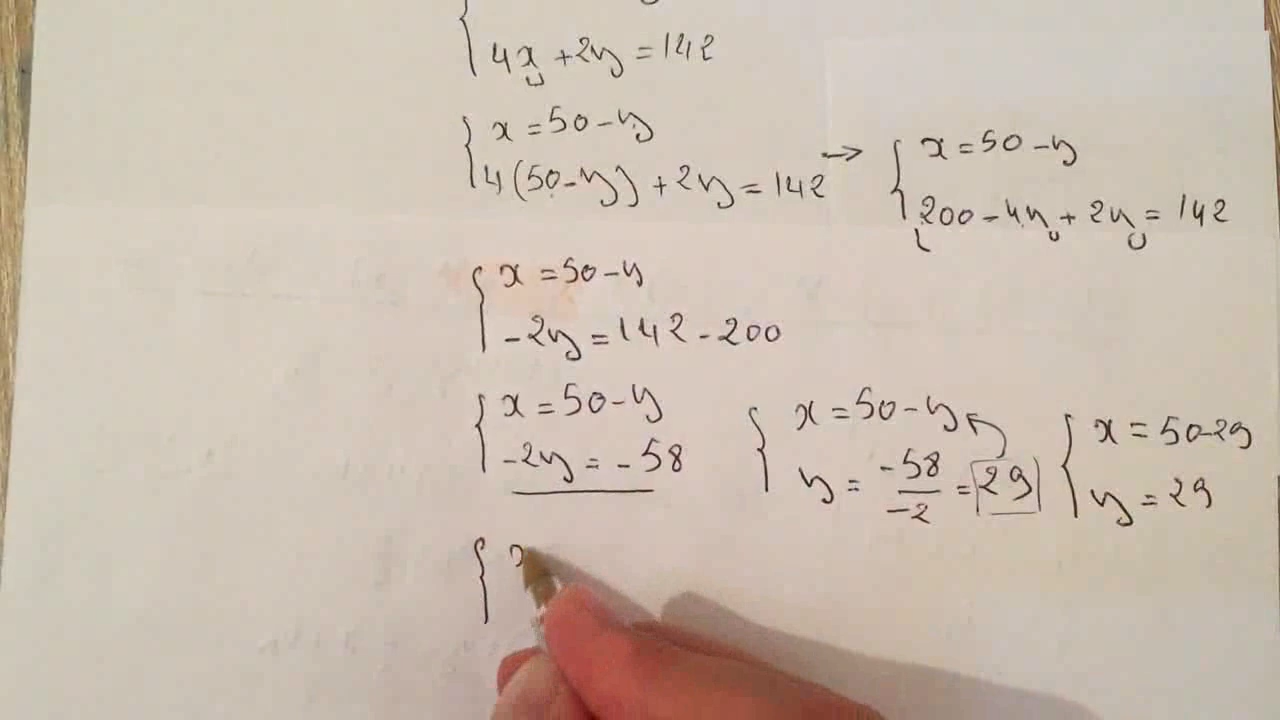 4x + 2y = 142
x = 50 - y
4(50 - y) + 2y = 142 →
x = 50 - y
200 - 4y + 2y = 142
x = 50 - y
-2y = 142 - 200
x = 50 - y
-2y = -58
x = 50 - y
y = -58/-2 = 29
x = 50-29
y = 29
x